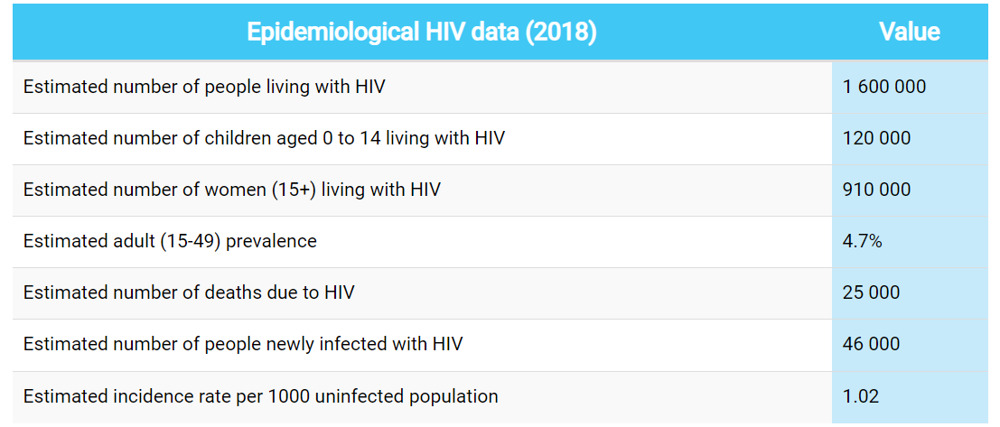 Epidemiological HIV data (2018) Value
Estimated number of people living with HIV 1 600 000
Estimated number of children aged 0 to 14 living with HIV 120 000
Estimated number of women (15+) living with HIV 910 000
Estimated adult (15-49) prevalence 4.7%
Estimated number of deaths due to HIV 25 000
Estimated number of people newly infected with HIV 46 000
Estimated incidence rate per 1000 uninfected population 1.02